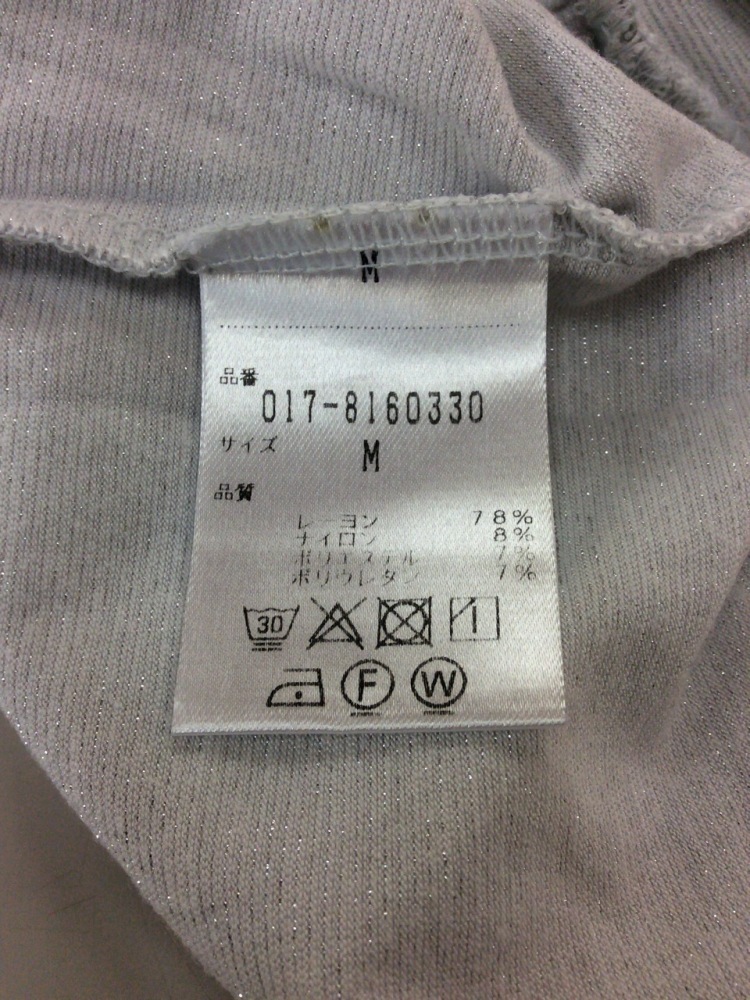 M
品番
017-8160330
サイズ
M
品質
レーヨン 78%
ナイロン 8%
ポリエステル 7%
ポリウレタン 7%
30
F W